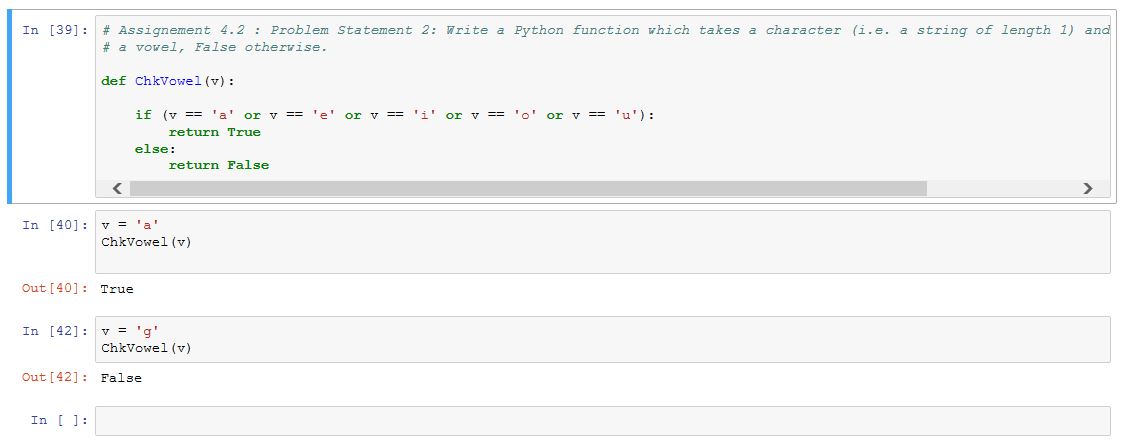 In [39]: # Assignement 4.2 : Problem Statement 2: Write a Python function which takes a character (i.e. a string of length 1) and
# a vowel, False otherwise.
def ChkVowel(v):
if (v == 'a' or v == 'e' or v == 'i' or v == 'o' or v == 'u'):
return True
else:
return False
In [40]: v = 'a'
ChkVowel(v)
Out[40]: True
In [42]: v = 'g'
ChkVowel(v)
Out[42]: False
In [ ]: